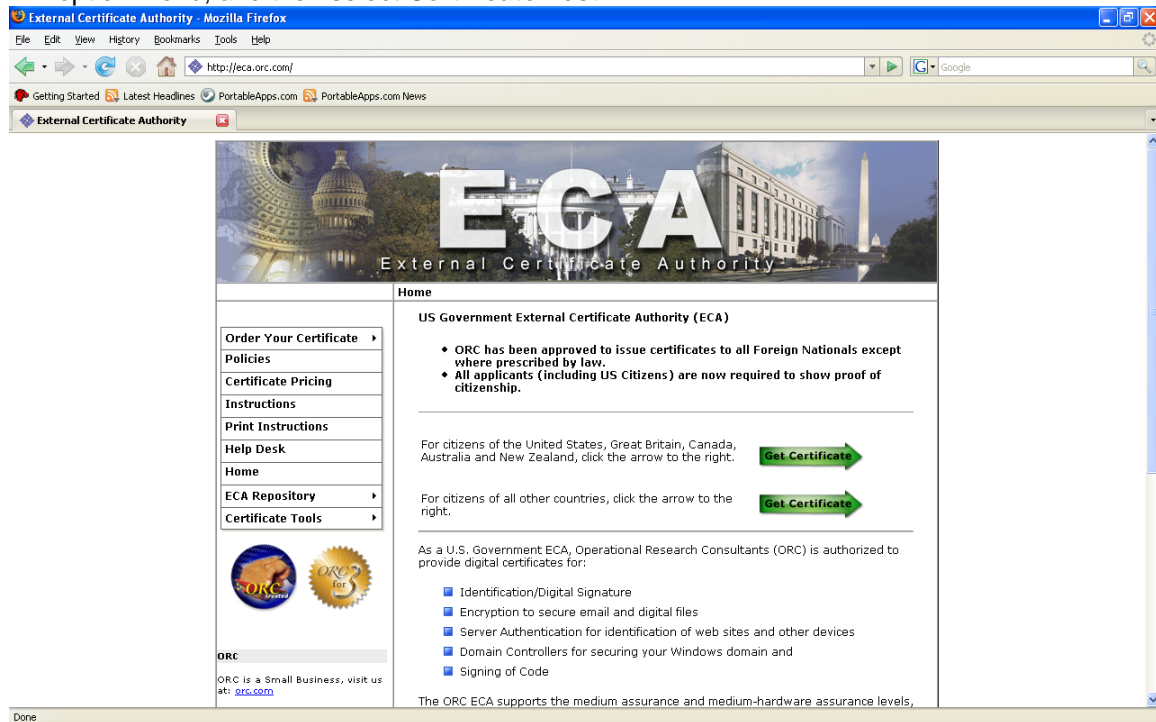 External Certificate Authority - Mozilla Firefox
File Edit View History Bookmarks Tools Help
http://eca.orc.com/
Google
Getting Started Latest Headlines PortableApps.com PortableApps.com News
External Certificate Authority
ECA
External Certificate Authority
Home
Order Your Certificate
Policies
Certificate Pricing
Instructions
Print Instructions
Help Desk
Home
ECA Repository
Certificate Tools
ORC
trusted
ORC
for
3
ORC
ORC is a Small Business, visit us
at: orc.com
US Government External Certificate Authority (ECA)
ORC has been approved to issue certificates to all Foreign Nationals except
where prescribed by law.
All applicants (including US Citizens) are now required to show proof of
citizenship.
For citizens of the United States, Great Britain, Canada,
Australia and New Zealand, click the arrow to the right.
Get Certificate
For citizens of all other countries, click the arrow to the
right.
Get Certificate
As a U.S. Government ECA, Operational Research Consultants (ORC) is authorized to
provide digital certificates for:
Identification/Digital Signature
Encryption to secure email and digital files
Server Authentication for identification of web sites and other devices
Domain Controllers for securing your Windows domain and
Signing of Code
The ORC ECA supports the medium assurance and medium-hardware assurance levels,
Done